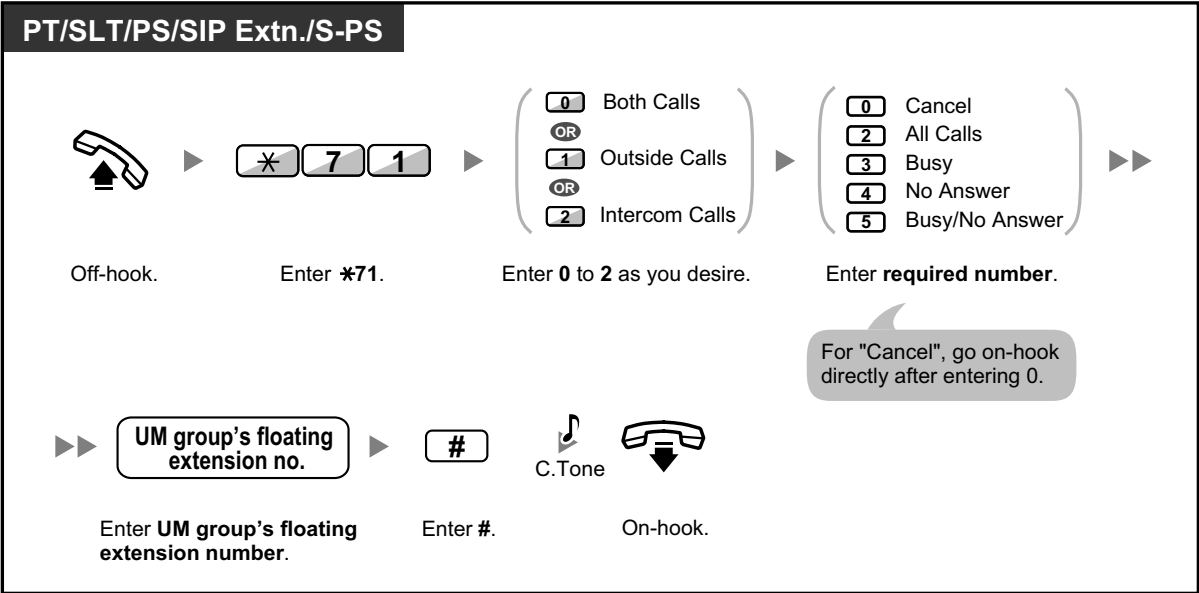 PT/SLT/PS/SIP Extn./S-PS
0 Both Calls
OR
1 Outside Calls
OR
2 Intercom Calls
0 Cancel
2 All Calls
3 Busy
4 No Answer
5 Busy/No Answer
* 7 1
Off-hook.
Enter *71.
Enter 0 to 2 as you desire.
Enter required number.
For "Cancel", go on-hook
directly after entering 0.
UM group's floating
extension no.
#
C.Tone
Enter UM group's floating
extension number.
Enter #.
On-hook.